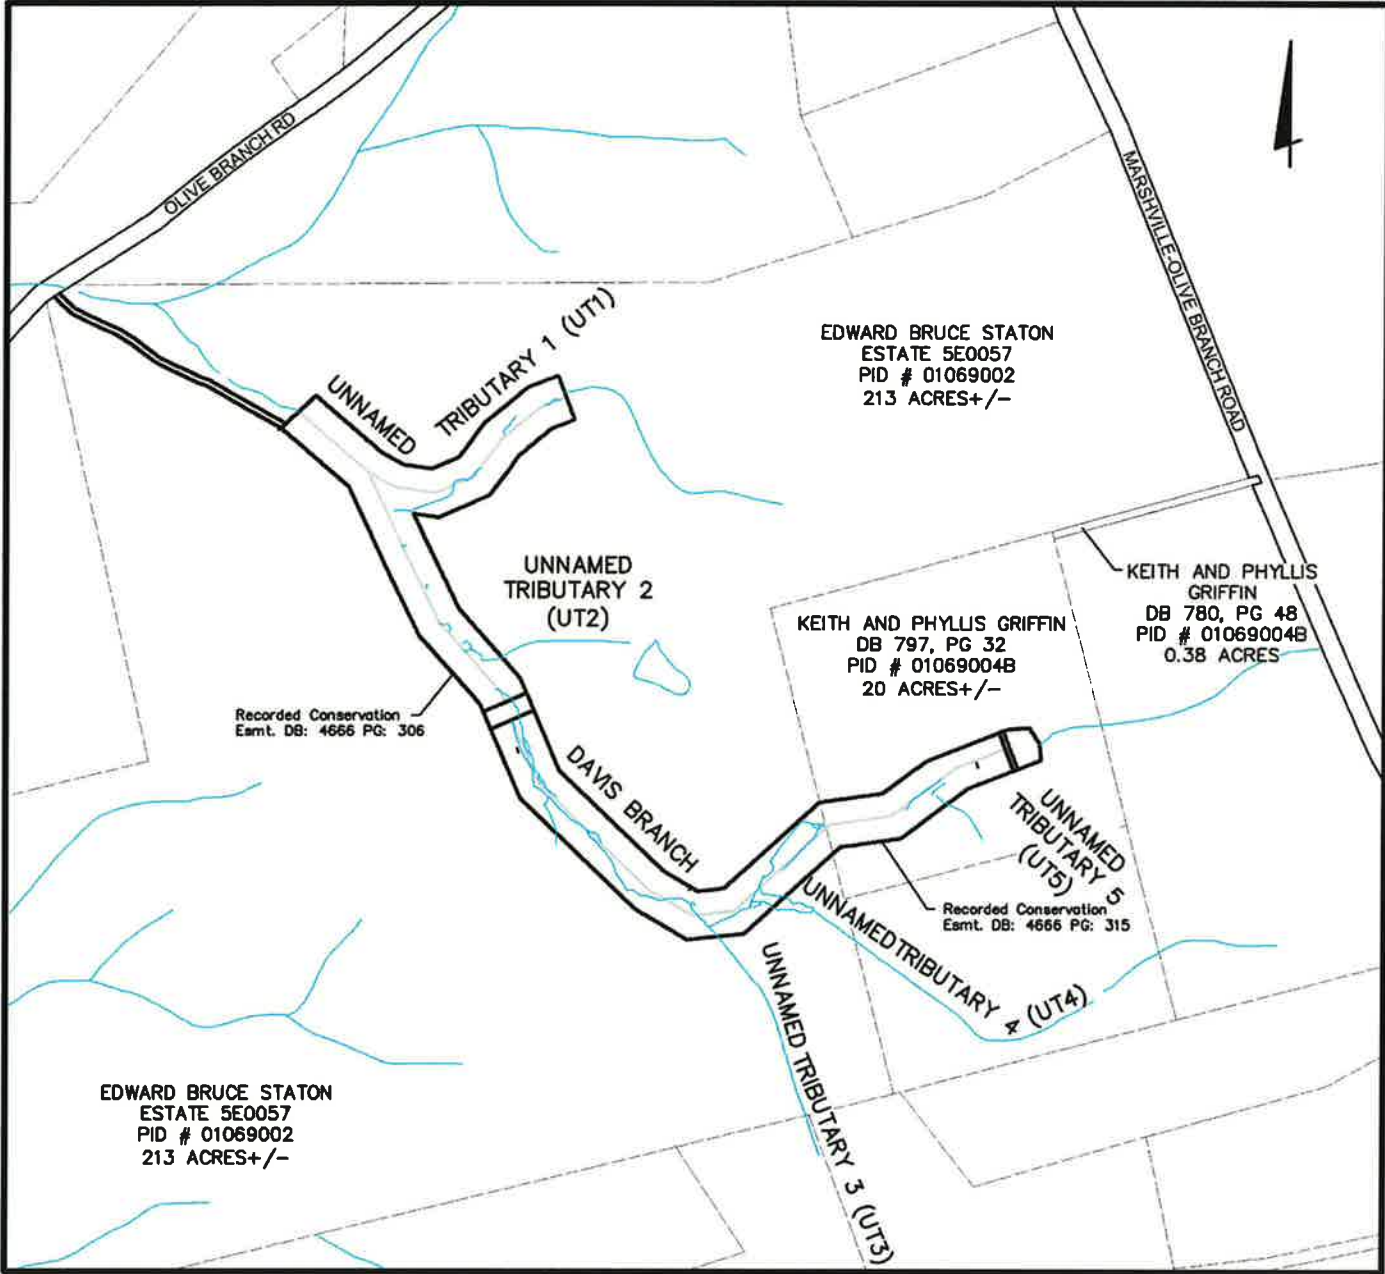 OLIVE BRANCH RD
MARSHVILLE-OLIVE BRANCH ROAD
UNNAMED TRIBUTARY 1 (UT1)
EDWARD BRUCE STATON
ESTATE 5E0057
PID # 01069002
213 ACRES+/-
UNNAMED
TRIBUTARY 2
(UT2)
KEITH AND PHYLLIS
GRIFFIN
DB 780, PG 48
PID # 01069004B
0.38 ACRES
KEITH AND PHYLLIS GRIFFIN
DB 797, PG 32
PID # 01069004B
20 ACRES+/-
Recorded Conservation
Esmt. DB: 4666 PG: 306
DAVIS BRANCH
UNNAMED
TRIBUTARY 5
(UT5)
Recorded Conservation
Esmt. DB: 4666 PG: 315
UNNAMED TRIBUTARY 4 (UT4)
UNNAMED TRIBUTARY 3 (UT3)
EDWARD BRUCE STATON
ESTATE 5E0057
PID # 01069002
213 ACRES+/-